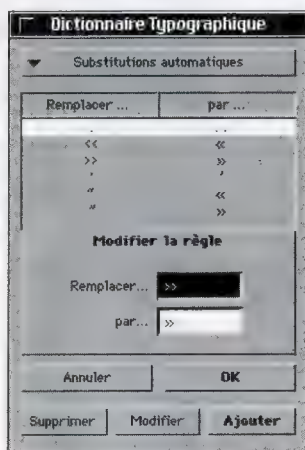 Dictionnaire Typographique
Substitutions automatiques
Remplacer ... par ...
<< «
>> »
" «
" »
Modifier la règle
Remplacer... >>
par... »
Annuler OK
Supprimer Modifier Ajouter